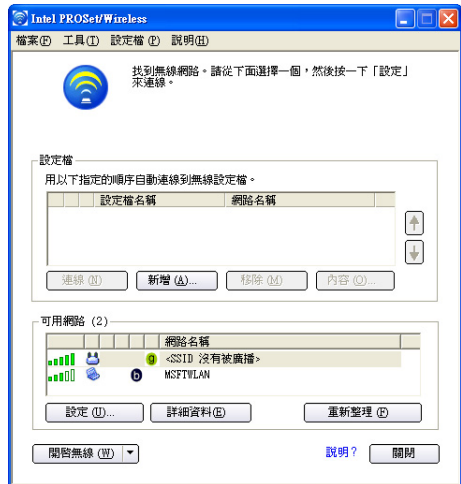 Intel PROSet/Wireless
檔案(F) 工具(T) 設定檔 (P) 說明(H)
找到無線網路。請從下面選擇一個，然後按一下「設定」
來連線。
設定檔
用以下指定的順序自動連線到無線設定檔。
設定檔名稱 網路名稱
連線 (N) 新增 (A)... 移除 (M) 內容 (O)...
可用網路 (2)
網路名稱
g <SSID 沒有被廣播>
b MSFTWLAN
設定 (U)... 詳細資料(E) 重新整理 (F)
開啓無線 (W) 說明? 關閉